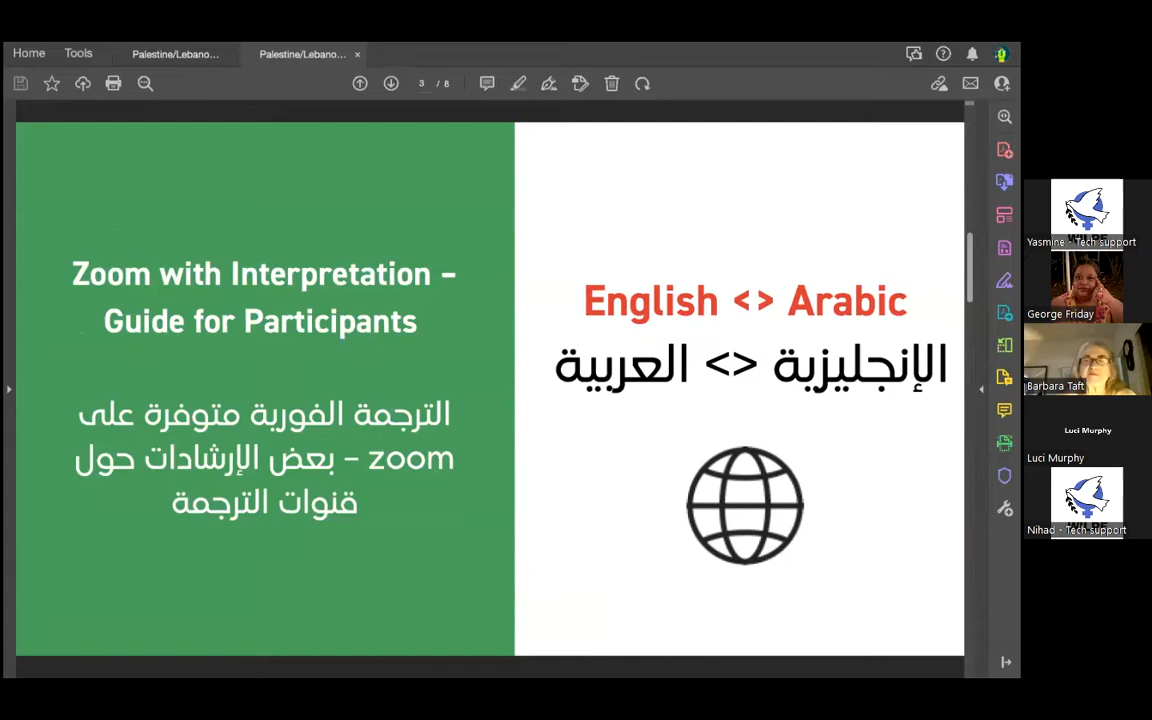 Home
Tools
Palestine/Lebano...
Palestine/Lebano...
3 / 8
Zoom with Interpretation –
Guide for Participants
الترجمة الفورية متوفرة على
zoom – بعض الإرشادات حول
قنوات الترجمة
English <> Arabic
الإنجليزية <> العربية
Yasmine - Tech support
George Friday
Barbara Taft
Luci Murphy
Luci Murphy
Nihad - Tech support